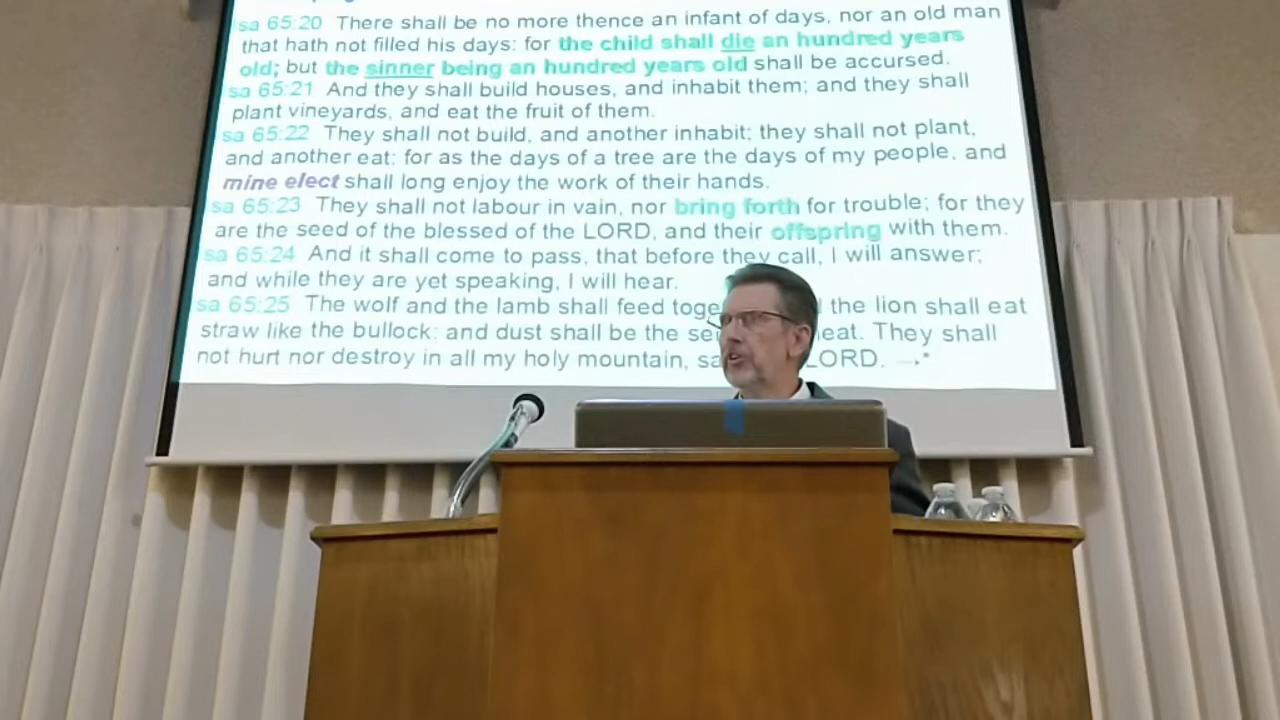 sa 65:20 There shall be no more thence an infant of days, nor an old man
that hath not filled his days: for the child shall die an hundred years
old; but the sinner being an hundred years old shall be accursed.
sa 65:21 And they shall build houses, and inhabit them; and they shall
plant vineyards, and eat the fruit of them.
sa 65:22 They shall not build, and another inhabit; they shall not plant,
and another eat: for as the days of a tree are the days of my people, and
mine elect shall long enjoy the work of their hands.
sa 65:23 They shall not labour in vain, nor bring forth for trouble; for they
are the seed of the blessed of the LORD, and their offspring with them.
sa 65:24 And it shall come to pass, that before they call, I will answer;
and while they are yet speaking, I will hear.
sa 65:25 The wolf and the lamb shall feed toge the lion shall eat
straw like the bullock: and dust shall be the se eat. They shall
not hurt nor destroy in all my holy mountain, sa LORD.